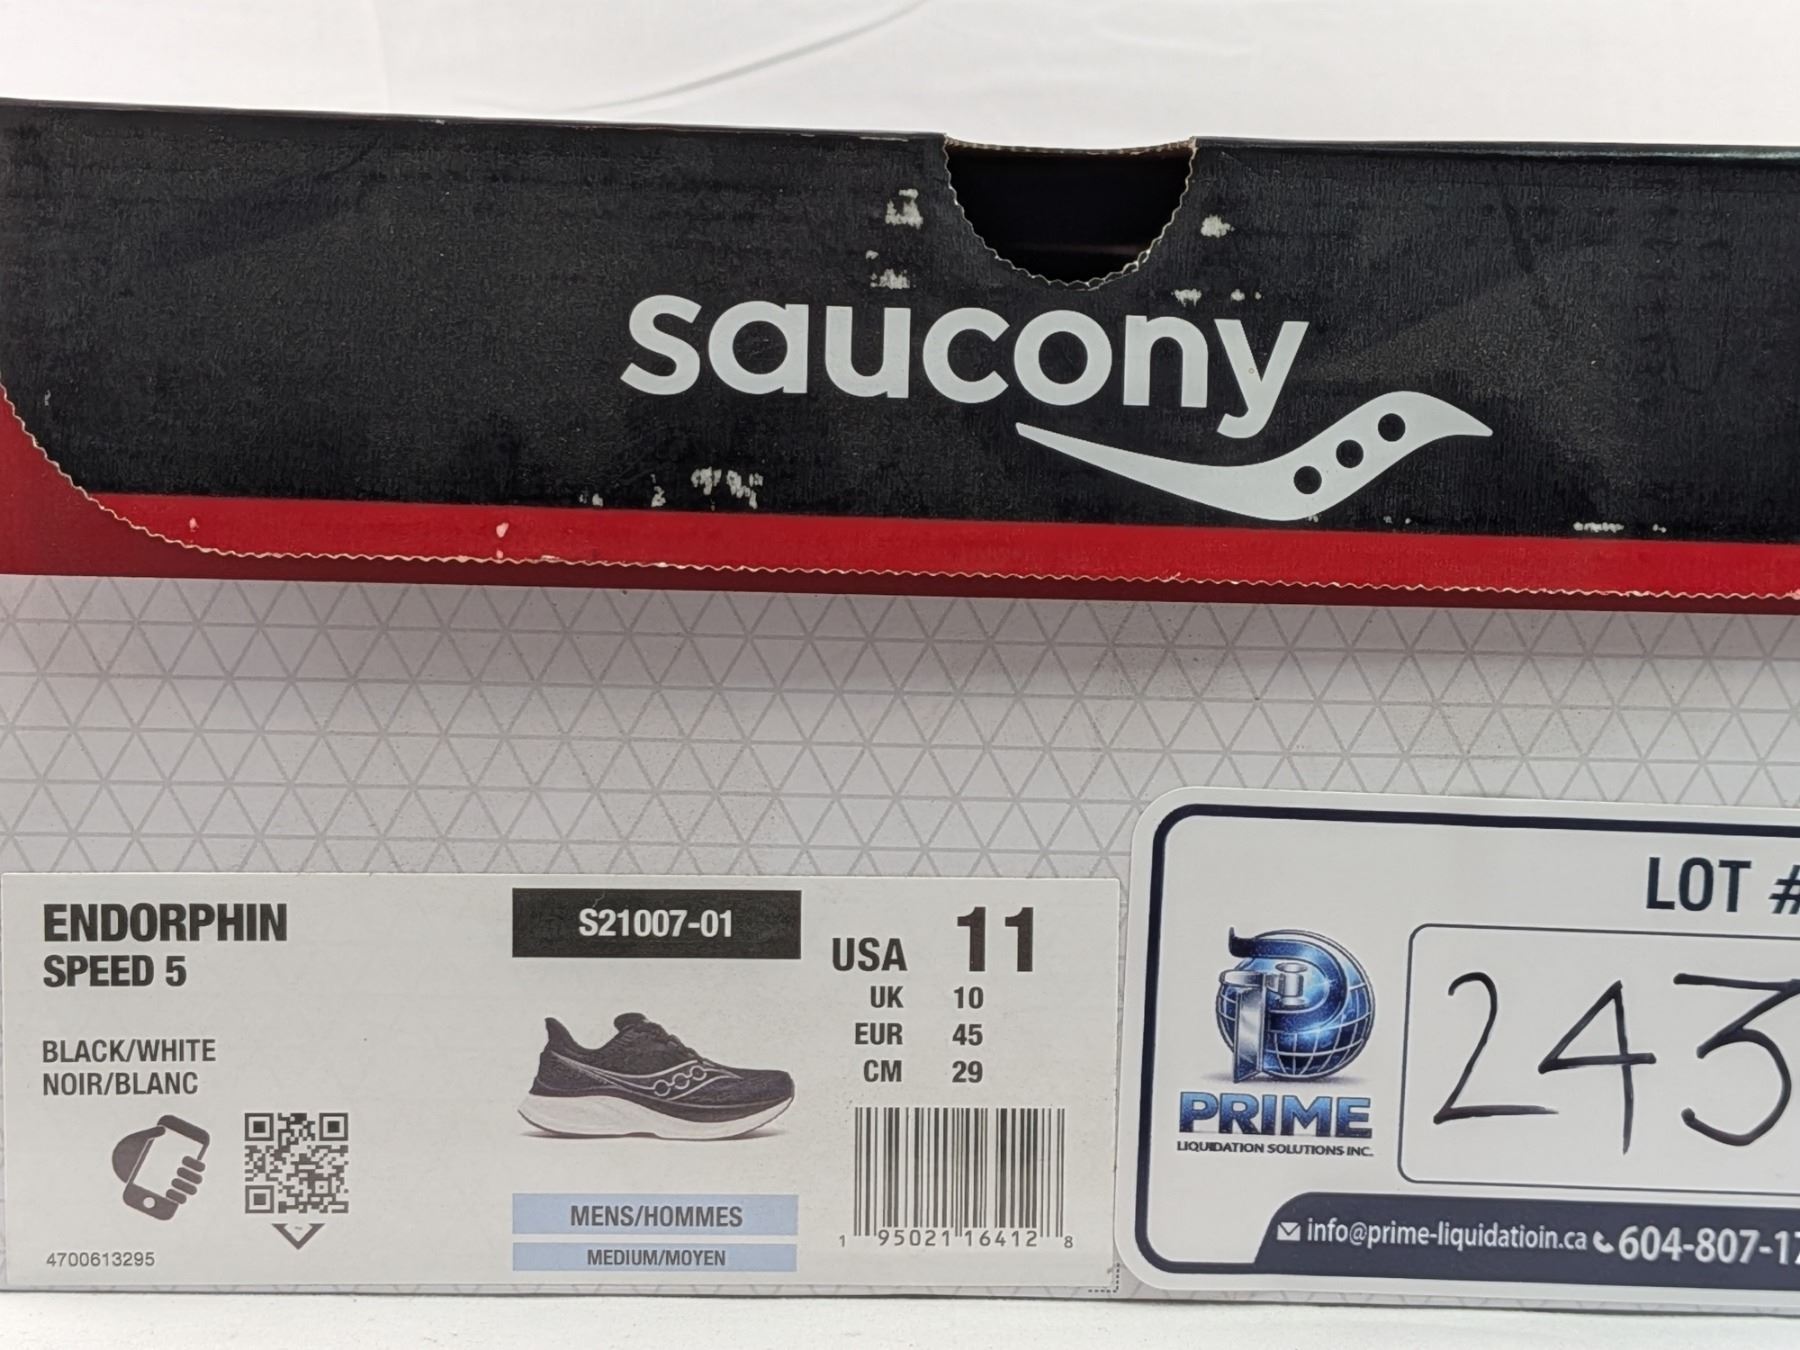 saucony
ENDORPHIN
SPEED 5
BLACK/WHITE
NOIR/BLANC
4700613295
S21007-01
MENS/HOMMES
MEDIUM/MOYEN
USA 11
UK 10
EUR 45
CM 29
1 95021 16412 8
LOT #
243
PRIME
LIQUIDATION SOLUTIONS INC.
info@prime-liquidatioin.ca 604-807-17